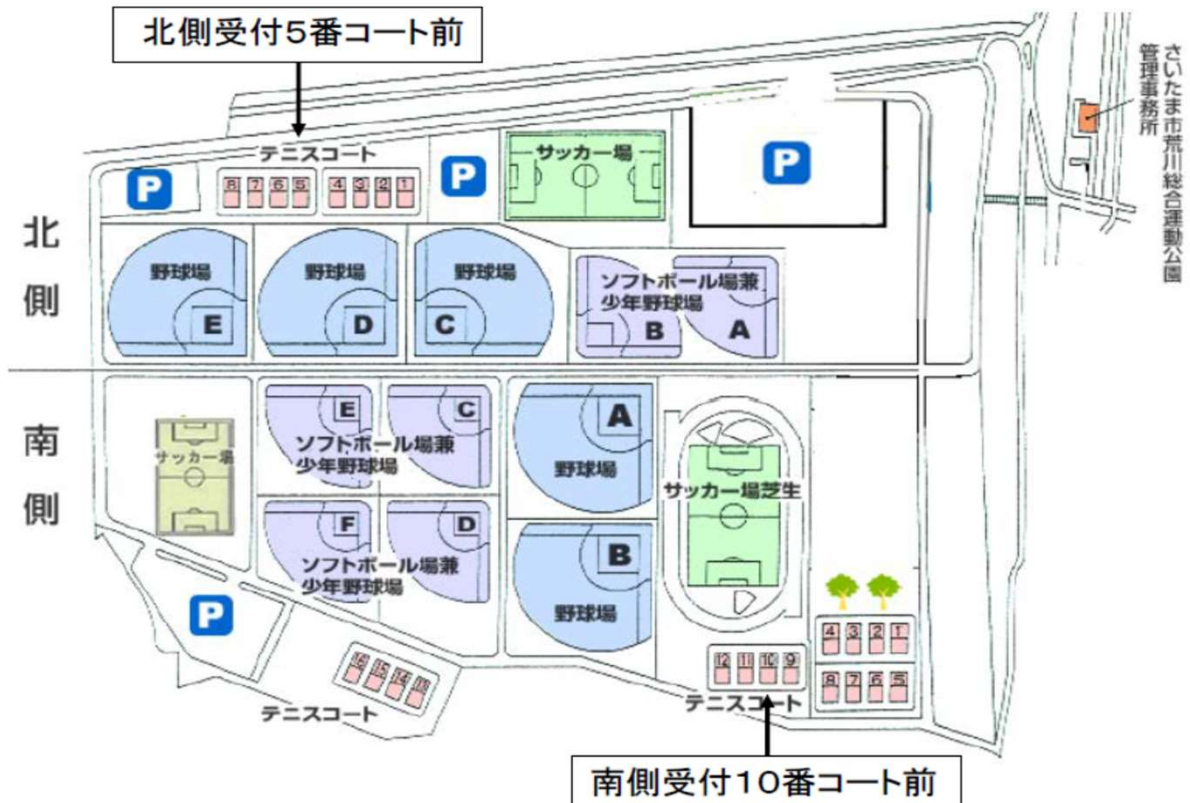 北側受付5番コート前
さいたま市荒川総合運動公園
管理事務所
テニスコート
サッカー場
P
P
P
8 7 6 5 4 3 2 1
北側
野球場
E
野球場
D
野球場
C
ソフトボール場兼
少年野球場
B
A
南側
サッカー場
E
C
ソフトボール場兼
少年野球場
F
D
ソフトボール場兼
少年野球場
A
野球場
B
野球場
サッカー場芝生
P
16 15 14 13
テニスコート
4 3 2 1
8 7 6 5
12 11 10 9
テニスコート
南側受付10番コート前